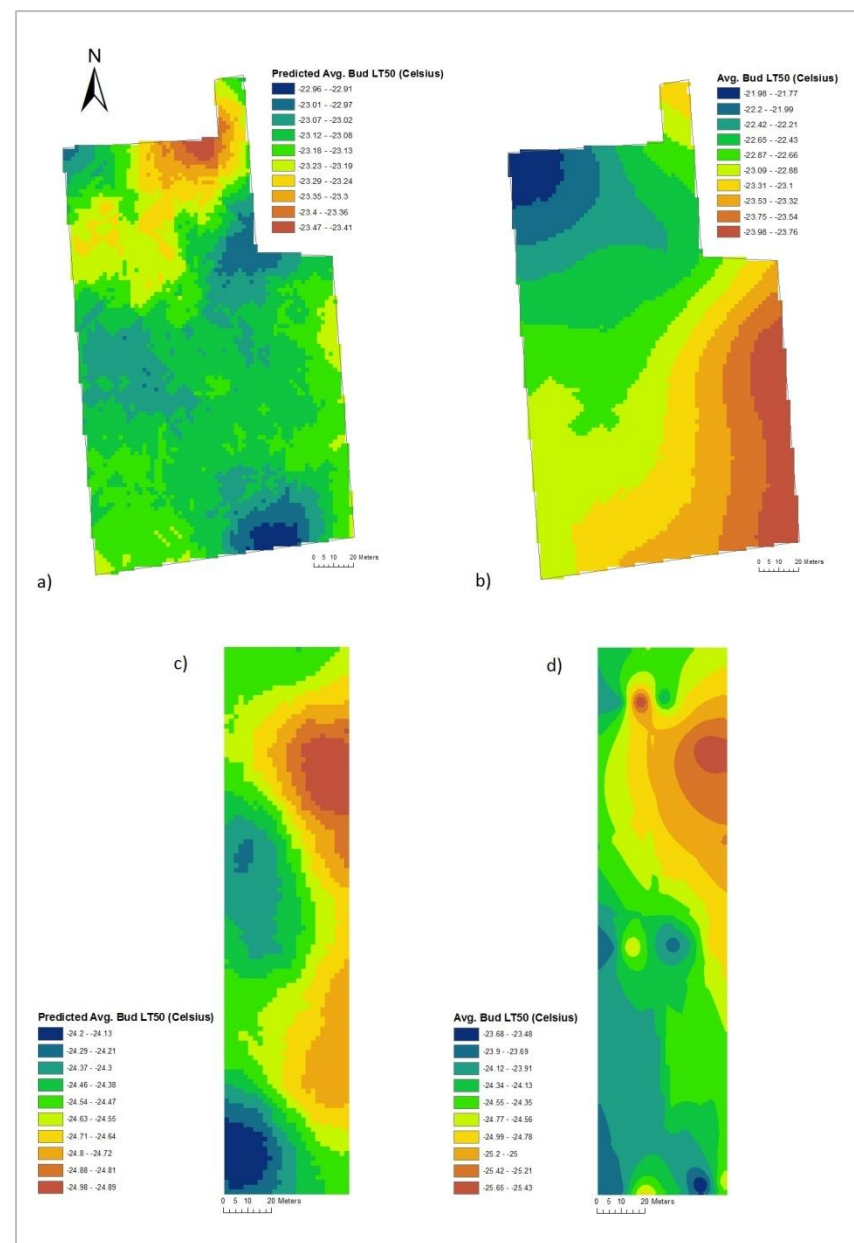 N
Predicted Avg. Bud LT50 (Celsius)
-22.96 - -22.91
-23.01 - -22.97
-23.07 - -23.02
-23.12 - -23.08
-23.18 - -23.13
-23.23 - -23.19
-23.29 - -23.24
-23.35 - -23.3
-23.4 - -23.36
-23.47 - -23.41
0 5 10 20 Meters
a)
Avg. Bud LT50 (Celsius)
-21.98 - -21.77
-22.2 - -21.99
-22.42 - -22.21
-22.65 - -22.43
-22.87 - -22.66
-23.09 - -22.88
-23.31 - -23.1
-23.53 - -23.32
-23.75 - -23.54
-23.98 - -23.76
0 5 10 20 Meters
b)
c)
Predicted Avg. Bud LT50 (Celsius)
-24.2 - -24.13
-24.29 - -24.21
-24.37 - -24.3
-24.46 - -24.38
-24.54 - -24.47
-24.63 - -24.55
-24.71 - -24.64
-24.8 - -24.72
-24.88 - -24.81
-24.98 - -24.89
0 5 10 20 Meters
d)
Avg. Bud LT50 (Celsius)
-23.68 - -23.48
-23.9 - -23.69
-24.12 - -23.91
-24.34 - -24.13
-24.55 - -24.35
-24.77 - -24.56
-24.99 - -24.78
-25.2 - -25
-25.42 - -25.21
-25.65 - -25.43
0 5 10 20 Meters